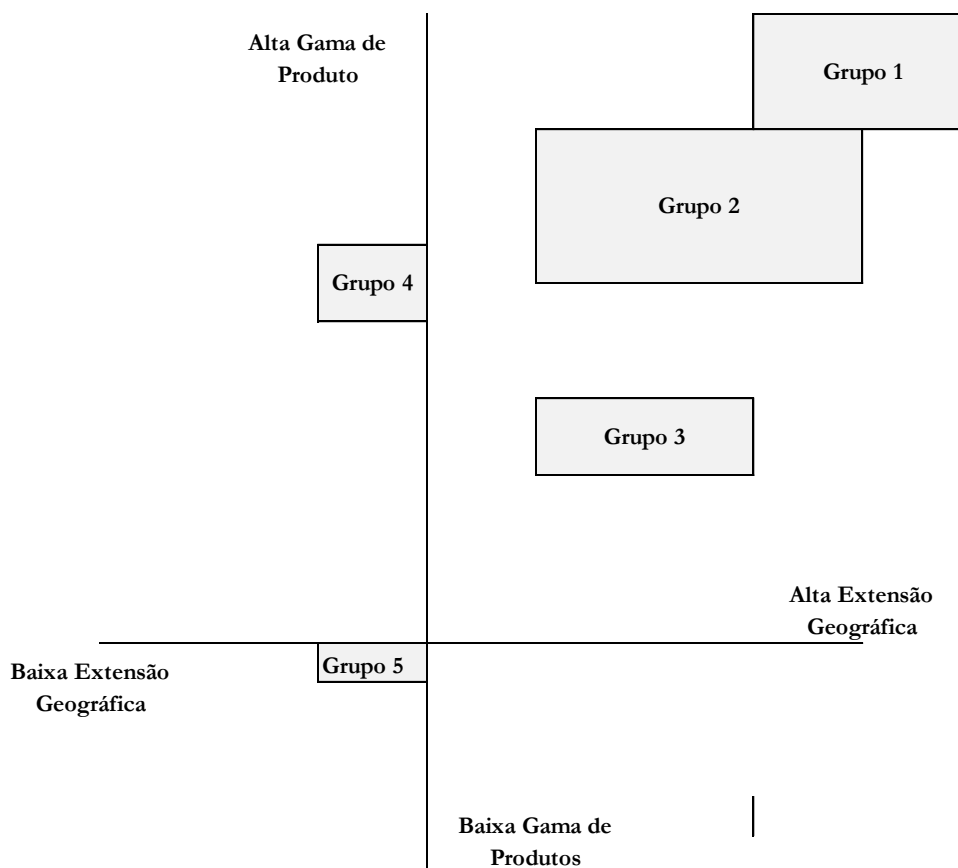 Alta Gama de
Produto
Grupo 1
Grupo 2
Grupo 4
Grupo 3
Alta Extensão
Geográfica
Grupo 5
Baixa Extensão
Geográfica
Baixa Gama de
Produtos